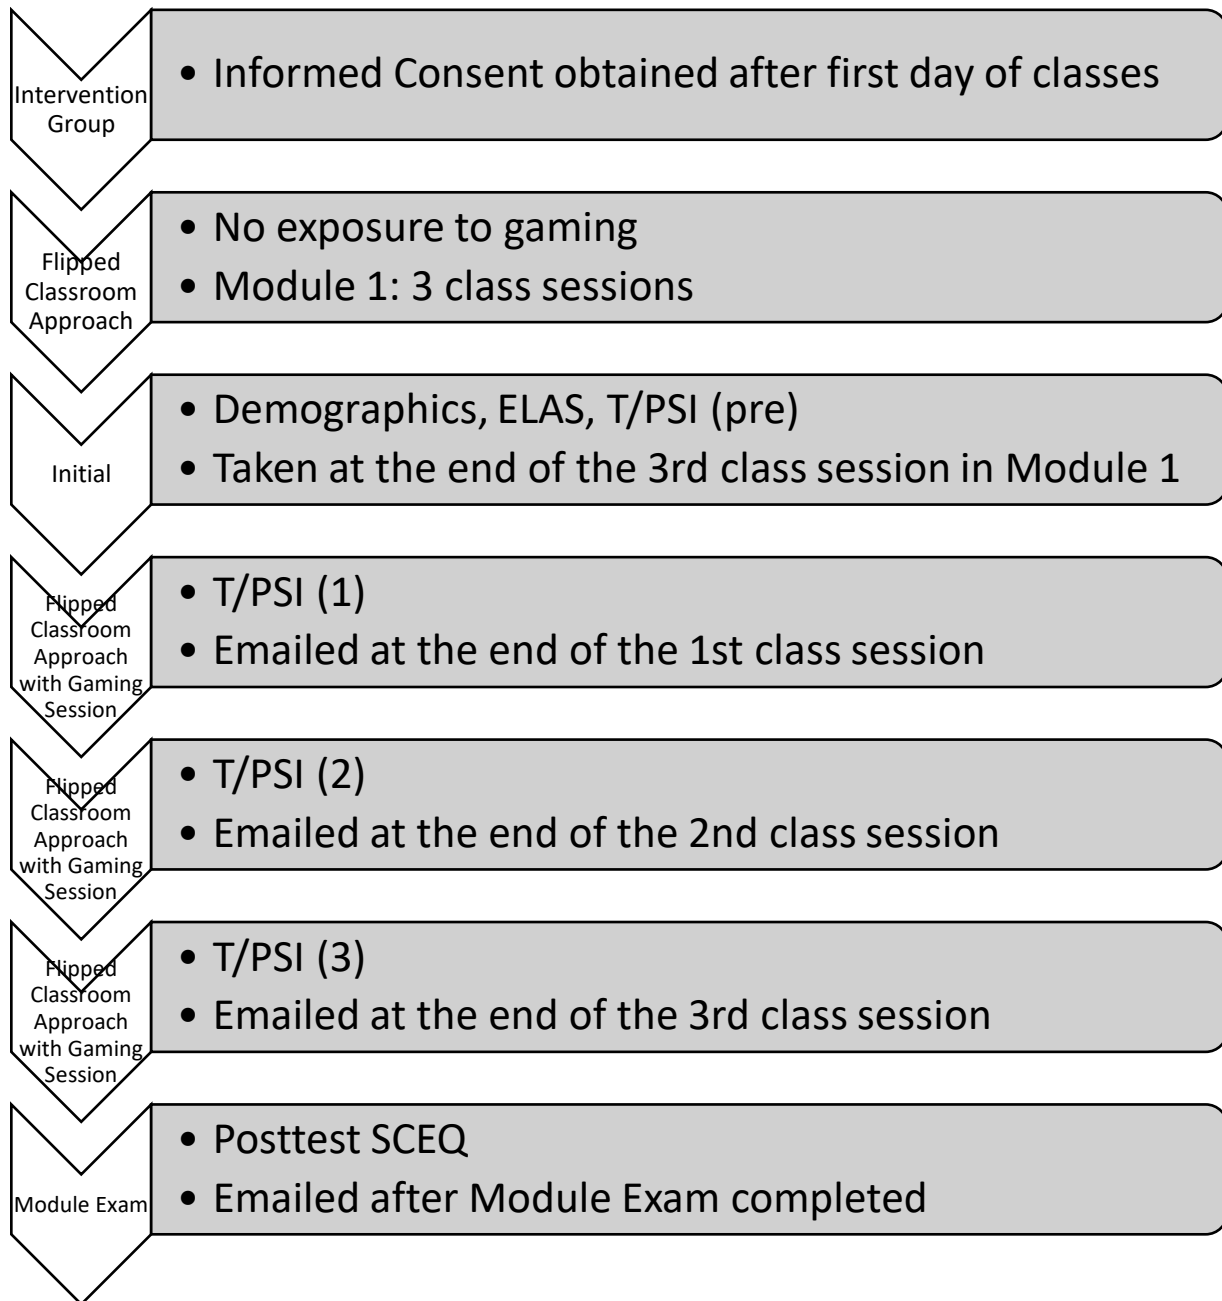 Intervention
Group
• Informed Consent obtained after first day of classes
Flipped
Classroom
Approach
• No exposure to gaming
• Module 1: 3 class sessions
Initial
• Demographics, ELAS, T/PSI (pre)
• Taken at the end of the 3rd class session in Module 1
Flipped
Classroom
Approach
with Gaming
Session
• T/PSI (1)
• Emailed at the end of the 1st class session
Flipped
Classroom
Approach
with Gaming
Session
• T/PSI (2)
• Emailed at the end of the 2nd class session
Flipped
Classroom
Approach
with Gaming
Session
• T/PSI (3)
• Emailed at the end of the 3rd class session
Module Exam
• Posttest SCEQ
• Emailed after Module Exam completed